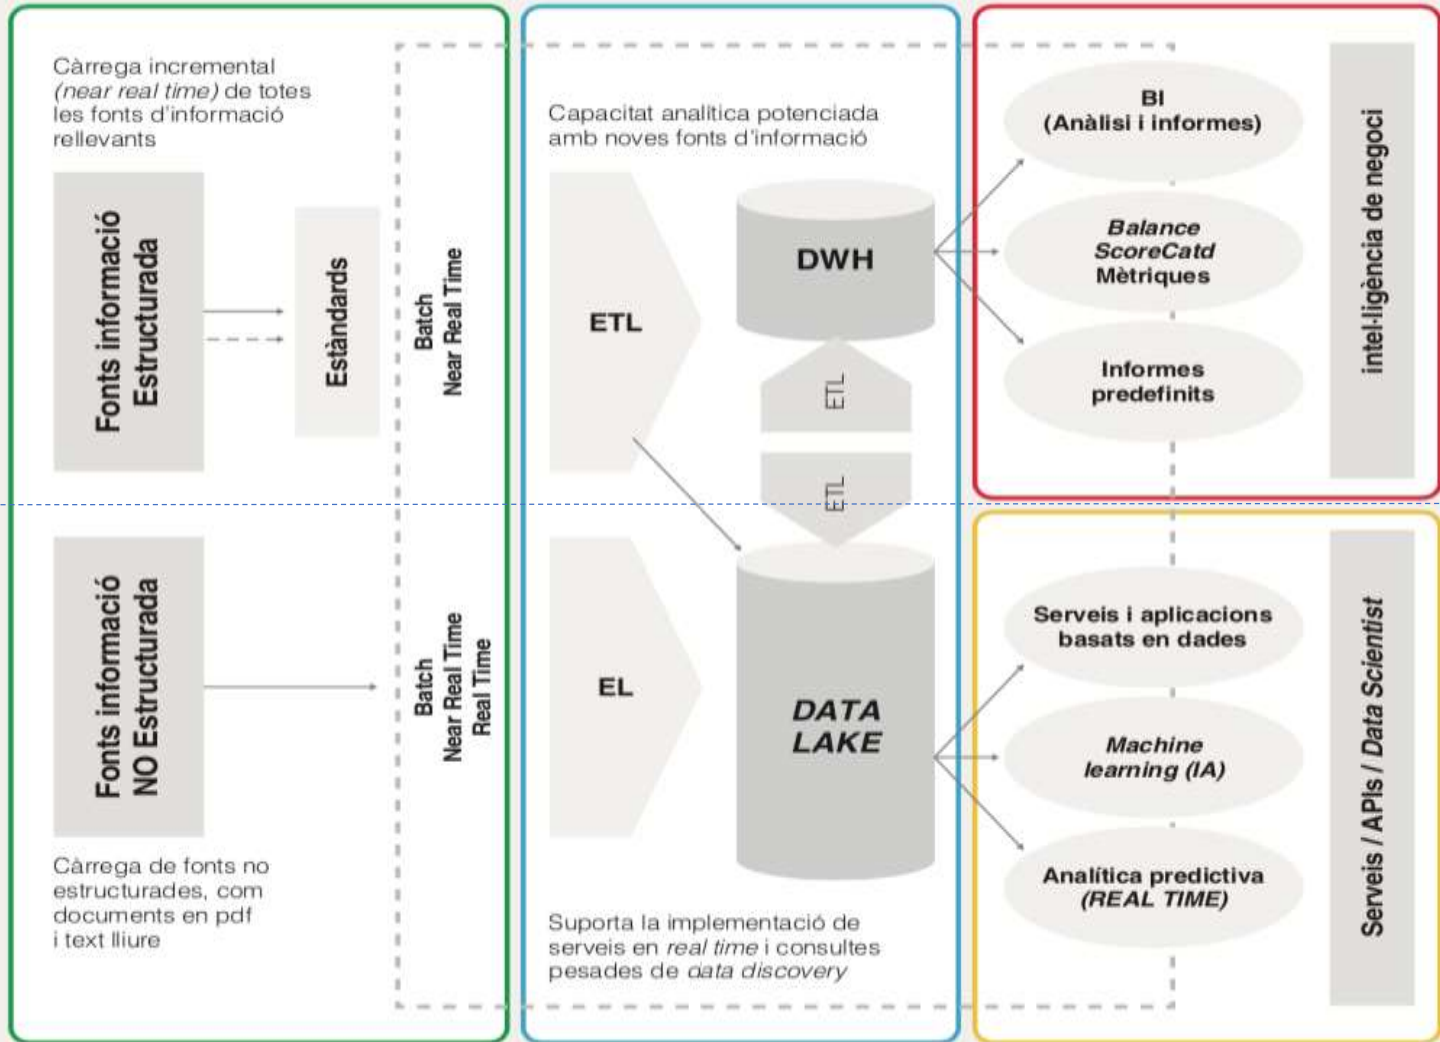 Càrrega incremental
(near real time) de totes
les fonts d'informació
rellevants
Fonts informació
Estructurada
Estàndards
Batch
Near Real Time
Fonts informació
NO Estructurada
Batch
Near Real Time
Real Time
Càrrega de fonts no
estructurades, com
documents en pdf
i text lliure
Capacitat analítica potenciada
amb noves fonts d'informació
ETL
DWH
ETL
ETL
EL
DATA
LAKE
Suporta la implementació de
serveis en real time i consultes
pesades de data discovery
BI
(Anàlisi i informes)
Balance
ScoreCatd
Mètriques
Informes
predefinits
intel·ligència de negoci
Serveis i aplicacions
basats en dades
Machine
learning (IA)
Analítica predictiva
(REAL TIME)
Serveis / APIs / Data Scientist